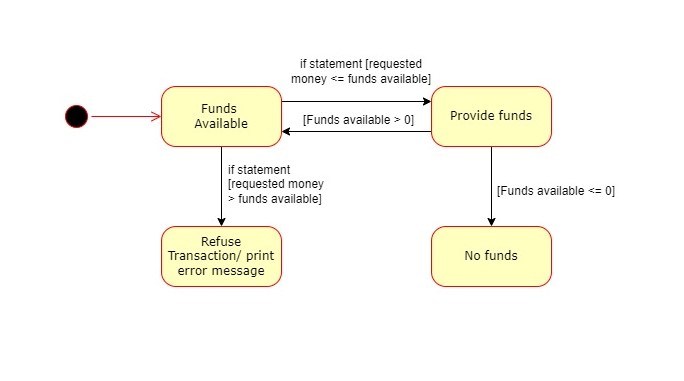 if statement [requested
money <= funds available]
Funds
Available
[Funds available > 0]
Provide funds
if statement
[requested money
> funds available]
[Funds available <= 0]
Refuse
Transaction/ print
error message
No funds